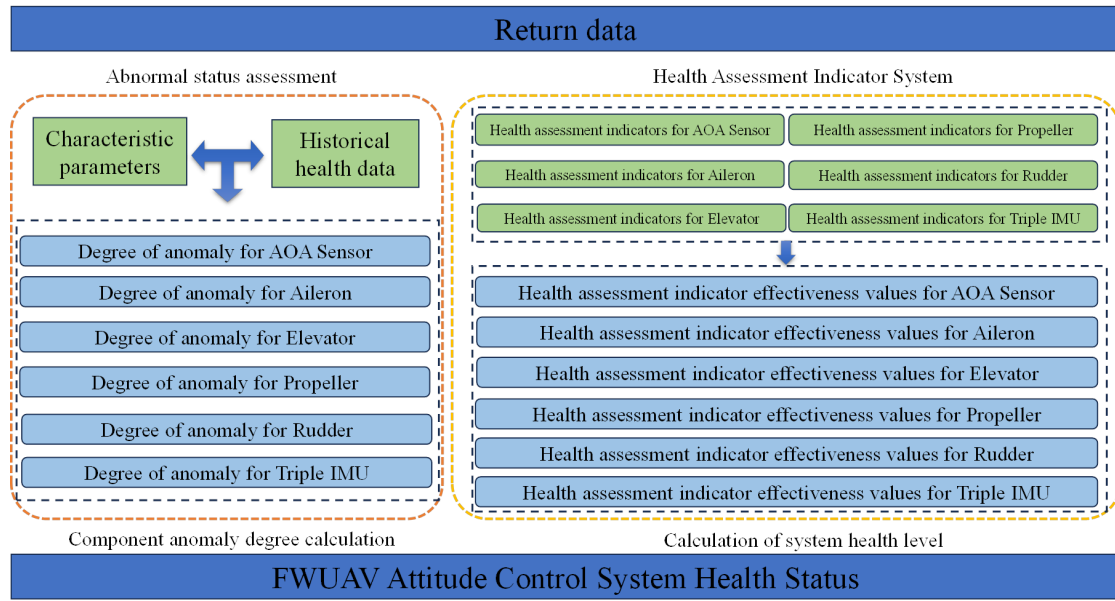 Return data
Abnormal status assessment
Characteristic
parameters
Historical
health data
Degree of anomaly for AOA Sensor
Degree of anomaly for Aileron
Degree of anomaly for Elevator
Degree of anomaly for Propeller
Degree of anomaly for Rudder
Degree of anomaly for Triple IMU
Component anomaly degree calculation
Health Assessment Indicator System
Health assessment indicators for AOA Sensor
Health assessment indicators for Propeller
Health assessment indicators for Aileron
Health assessment indicators for Rudder
Health assessment indicators for Elevator
Health assessment indicators for Triple IMU
Health assessment indicator effectiveness values for AOA Sensor
Health assessment indicator effectiveness values for Aileron
Health assessment indicator effectiveness values for Elevator
Health assessment indicator effectiveness values for Propeller
Health assessment indicator effectiveness values for Rudder
Health assessment indicator effectiveness values for Triple IMU
Calculation of system health level
FWUAV Attitude Control System Health Status